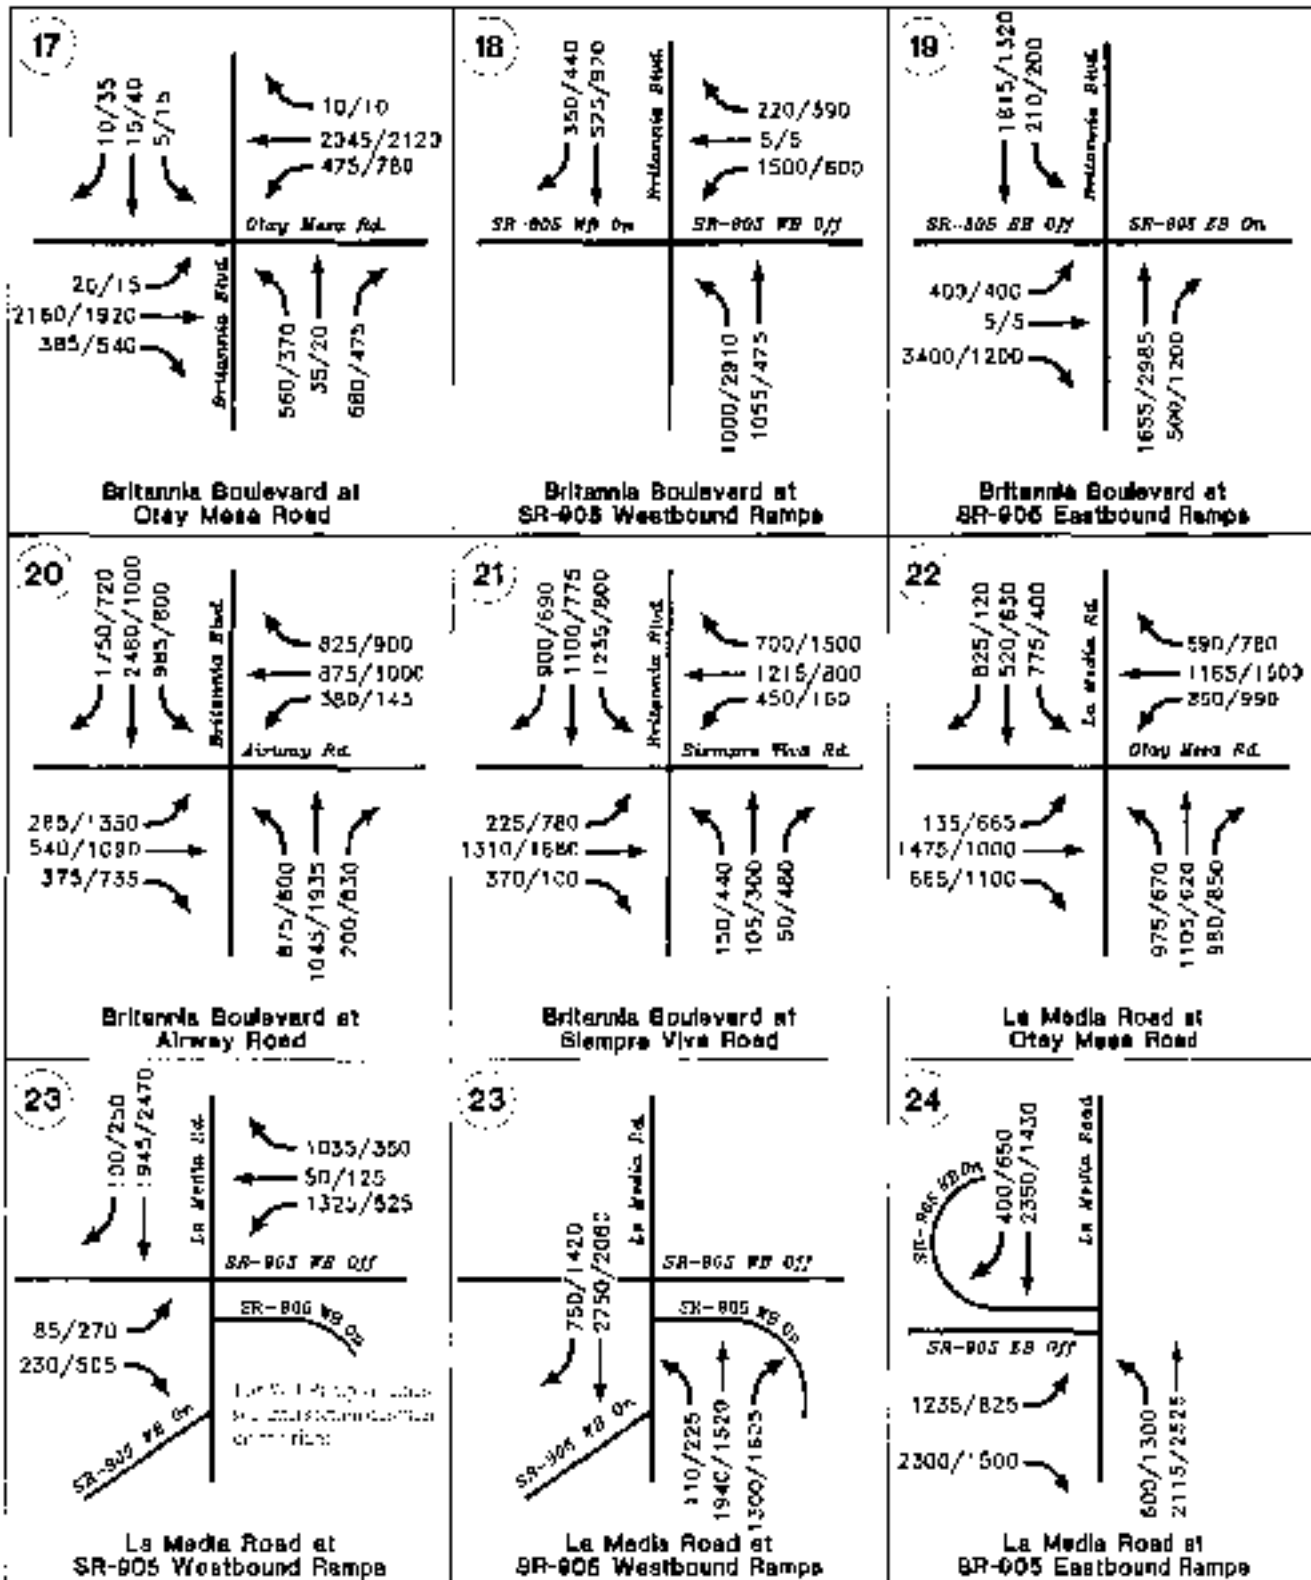 17
10/35
15/40
5/15
10/10
2045/2120
475/780
Otay Mesa Rd.
20/15
2160/1920
385/540
Britannia Blvd.
560/370
35/20
680/475
Britannia Boulevard at
Otay Mesa Road
18
350/440
575/970
Britannia Blvd.
220/590
5/5
1500/600
SR-905 WB On
SR-905 WB Off
1000/2910
1055/475
Britannia Boulevard at
SR-905 Westbound Ramps
19
1815/1320
210/200
Britannia Blvd.
SR-905 EB Off
SR-905 EB On
400/400
5/5
3400/1200
1655/2985
500/1200
Britannia Boulevard at
SR-905 Eastbound Ramps
20
1750/720
2480/1000
985/800
Britannia Blvd.
825/900
875/1000
380/145
Airway Rd.
285/1350
540/1090
375/735
875/600
1045/1935
200/630
Britannia Boulevard at
Airway Road
21
900/690
1100/775
1235/800
Britannia Blvd.
700/1500
1215/800
450/160
Siempre Viva Rd.
225/780
1310/1680
370/100
150/440
105/300
50/480
Britannia Boulevard at
Siempre Viva Road
22
825/120
520/650
775/400
La Media Rd.
590/780
1165/1500
350/990
Otay Mesa Rd.
135/665
1475/1000
665/1100
975/670
1105/620
980/850
La Media Road at
Otay Mesa Road
23
100/250
1945/2470
La Media Rd.
1035/350
50/125
1325/625
SR-905 WB Off
85/270
230/505
SR-905 WB On
SR-905 WB On
La Media Road at
SR-905 Westbound Ramps
23
La Media Rd.
750/1420
2750/2080
SR-905 WB Off
SR-905 WB On
SR-905 WB On
110/225
1940/1520
1300/1635
La Media Road at
SR-905 Westbound Ramps
24
SR-905 EB On
400/650
2350/1430
La Media Road
SR-905 EB Off
1235/825
2300/1500
600/1300
2115/2525
La Media Road at
SR-905 Eastbound Ramps